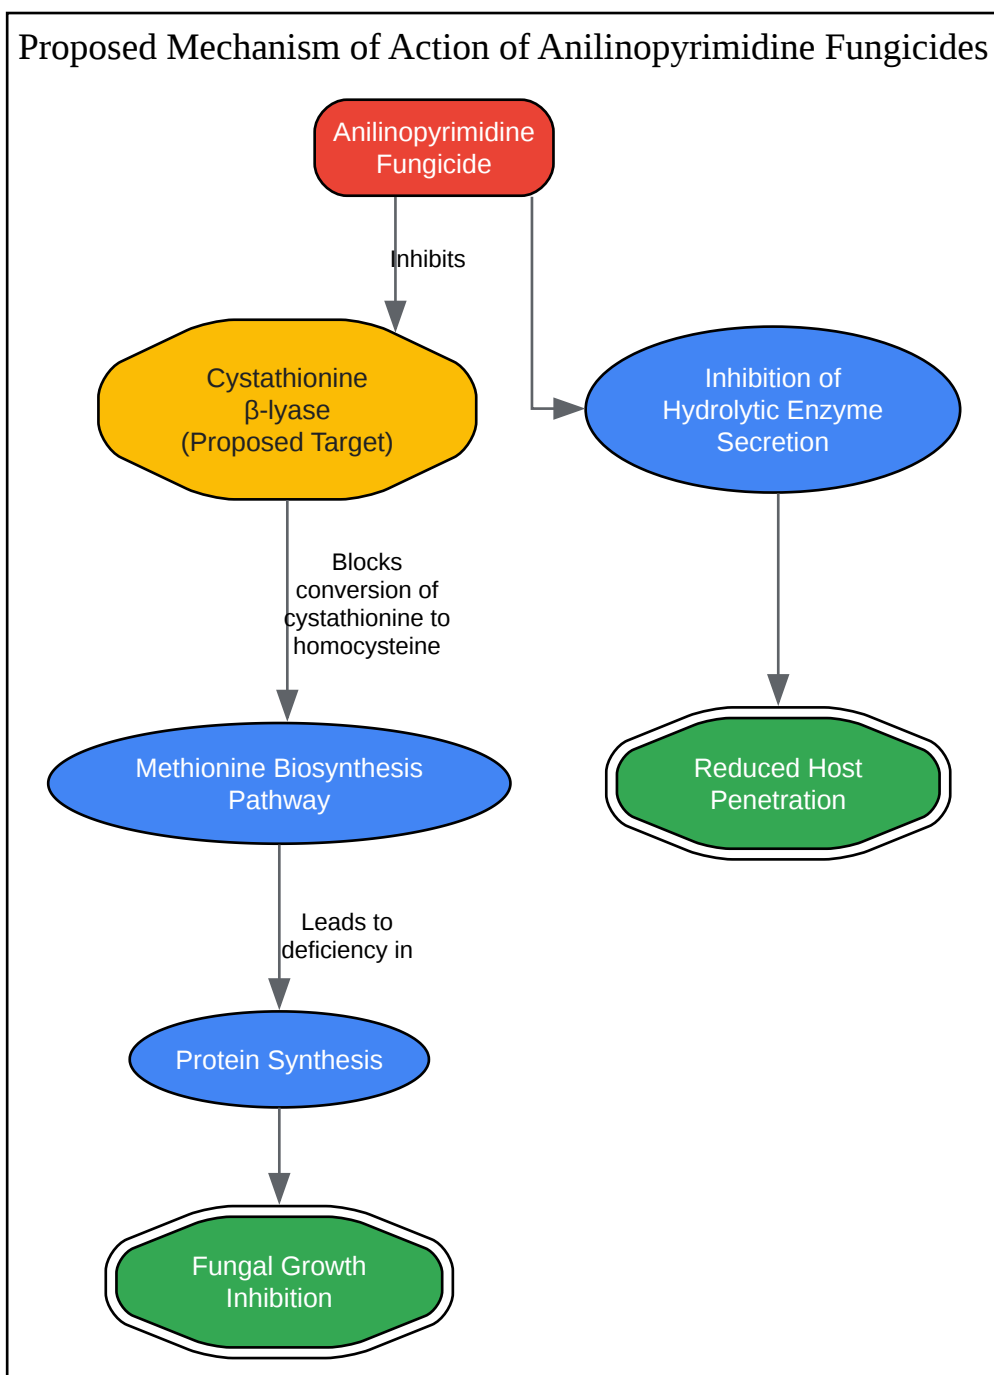 Proposed Mechanism of Action of Anilinopyrimidine Fungicides
Anilinopyrimidine
Fungicide
Inhibits
Cystathionine
β-lyase
(Proposed Target)
Inhibition of
Hydrolytic Enzyme
Secretion
Blocks
conversion of
cystathionine to
homocysteine
Methionine Biosynthesis
Pathway
Reduced Host
Penetration
Leads to
deficiency in
Protein Synthesis
Fungal Growth
Inhibition